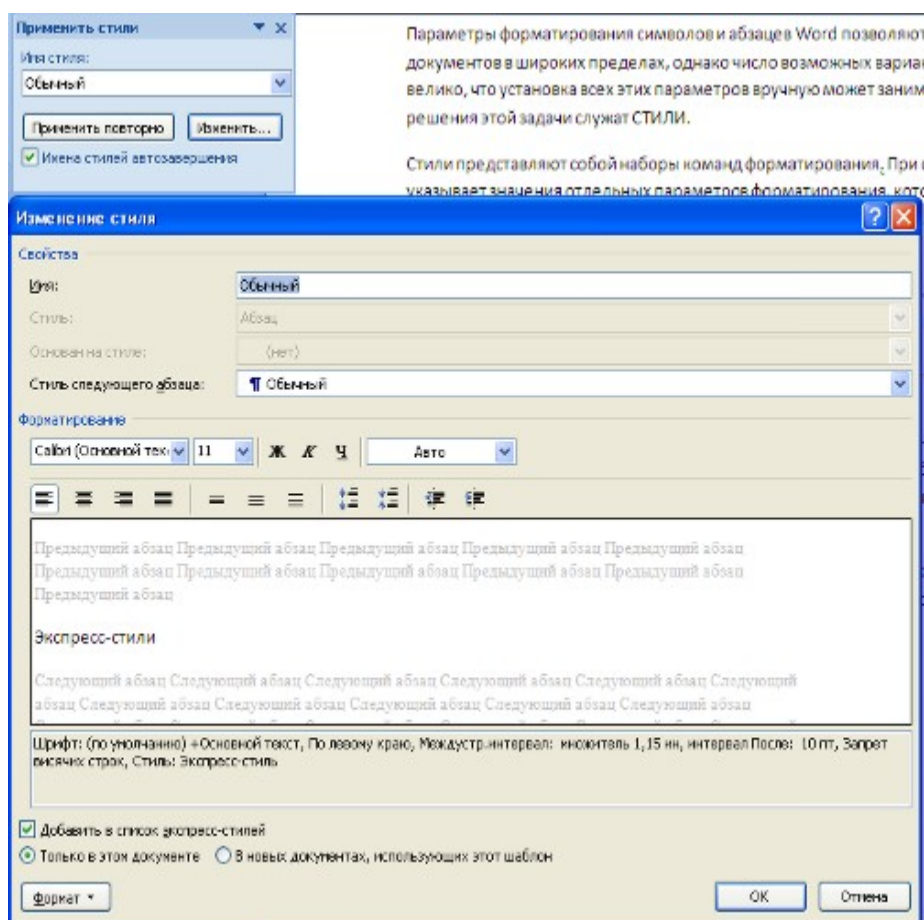 Применить стили
Имя стиля:
Обычный
Применить повторно
Изменить...
Имена стилей автозавершения
Параметры форматирования символов и абзацев Word позволяют
документов в широких пределах, однако число возможных
велико, что установка всех этих параметров вручную может
решения этой задачи служат СТИЛИ.
Стили представляют собой наборы команд форматирования. При
указывает значения отдельных параметров форматирования,
Изменение стиля
Свойства
Имя:
Обычный
Стиль:
Абзац
Основан на стиле:
(нет)
Стиль следующего абзаца:
¶ Обычный
Форматирование
Calibri (Основной тек 11 Ж К Ч Авто
Предыдущий абзац Предыдущий абзац Предыдущий абзац Предыдущий абзац Предыдущий абзац
Предыдущий абзац Предыдущий абзац Предыдущий абзац Предыдущий абзац Предыдущий абзац
Предыдущий абзац
Экспресс-стили
Следующий абзац Следующий абзац Следующий абзац Следующий абзац Следующий абзац Следующий
абзац Следующий абзац Следующий абзац Следующий абзац Следующий абзац Следующий абзац
Шрифт: (по умолчанию) +Основной текст, По левому краю, Междустр.интервал: множитель 1,15 ин, интервал После: 10 пт, Запрет
висячих строк, Стиль: Экспресс-стиль
Добавить в список экспресс-стилей
Только в этом документе
В новых документах, использующих этот шаблон
Формат
ОК
Отмена